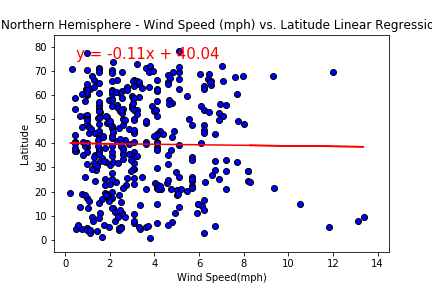 Northern Hemisphere - Wind Speed (mph) vs. Latitude Linear Regressio
y = -0.11x + 40.04
80
70
60
50
40
30
20
10
0
Latitude
0 2 4 6 8 10 12 14
Wind Speed(mph)